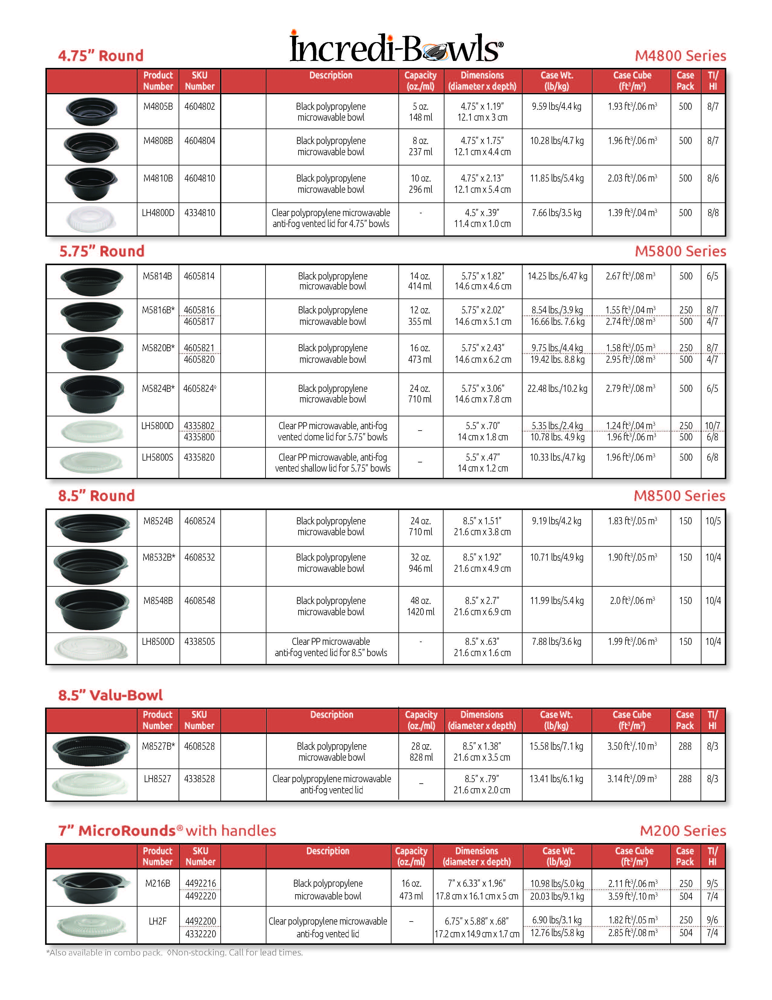 Incredi-Bowls®
4.75” Round M4800 Series
Product SKU Description Capacity Dimensions Case Wt. Case Cube Case TI/
Number Number (oz./ml) (diameter x depth) (lb/kg) (ft³/m³) Pack HI
M4805B 4604802 Black polypropylene 5 oz. 4.75” x 1.19” 9.59 lbs/4.4 kg 1.93 ft³/.06 m³ 500 8/7
microwavable bowl 148 ml 12.1 cm x 3 cm
M4808B 4604804 Black polypropylene 8 oz. 4.75” x 1.75” 10.28 lbs/4.7 kg 1.96 ft³/.06 m³ 500 8/7
microwavable bowl 237 ml 12.1 cm x 4.4 cm
M4810B 4604810 Black polypropylene 10 oz. 4.75” x 2.13” 11.85 lbs/5.4 kg 2.03 ft³/.06 m³ 500 8/6
microwavable bowl 296 ml 12.1 cm x 5.4 cm
LH4800D 4334810 Clear polypropylene microwavable - 4.5” x .39” 7.66 lbs/3.5 kg 1.39 ft³/.04 m³ 500 8/8
anti-fog vented lid for 4.75” bowls 11.4 cm x 1.0 cm
5.75” Round M5800 Series
M5814B 4605814 Black polypropylene 14 oz. 5.75” x 1.82” 14.25 lbs./6.47 kg 2.67 ft³/.08 m³ 500 6/5
microwavable bowl 414 ml 14.6 cm x 4.6 cm
M5816B* 4605816 Black polypropylene 12 oz. 5.75” x 2.02” 8.54 lbs./3.9 kg 1.55 ft³/.04 m³ 250 8/7
4605817 microwavable bowl 355 ml 14.6 cm x 5.1 cm 16.66 lbs. 7.6 kg 2.74 ft³/.08 m³ 500 4/7
M5820B* 4605821 Black polypropylene 16 oz. 5.75” x 2.43” 9.75 lbs./4.4 kg 1.58 ft³/.05 m³ 250 8/7
4605820 microwavable bowl 473 ml 14.6 cm x 6.2 cm 19.42 lbs. 8.8 kg 2.95 ft³/.08 m³ 500 4/7
M5824B* 4605824◊ Black polypropylene 24 oz. 5.75” x 3.06” 22.48 lbs./10.2 kg 2.79 ft³/.08 m³ 500 6/5
microwavable bowl 710 ml 14.6 cm x 7.8 cm
LH5800D 4335802 Clear PP microwavable, anti-fog – 5.5” x .70” 5.35 lbs./2.4 kg 1.24 ft³/.04 m³ 250 10/7
4335800 vented dome lid for 5.75” bowls 14 cm x 1.8 cm 10.78 lbs. 4.9 kg 1.96 ft³/.06 m³ 500 6/8
LH5800S 4335820 Clear PP microwavable, anti-fog – 5.5” x .47” 10.33 lbs./4.7 kg 1.96 ft³/.06 m³ 500 6/8
vented shallow lid for 5.75” bowls 14 cm x 1.2 cm
8.5” Round M8500 Series
M8524B 4608524 Black polypropylene 24 oz. 8.5” x 1.51” 9.19 lbs/4.2 kg 1.83 ft³/.05 m³ 150 10/5
microwavable bowl 710 ml 21.6 cm x 3.8 cm
M8532B* 4608532 Black polypropylene 32 oz. 8.5” x 1.92” 10.71 lbs/4.9 kg 1.90 ft³/.05 m³ 150 10/4
microwavable bowl 946 ml 21.6 cm x 4.9 cm
M8548B 4608548 Black polypropylene 48 oz. 8.5” x 2.7” 11.99 lbs/5.4 kg 2.0 ft³/.06 m³ 150 10/4
microwavable bowl 1420 ml 21.6 cm x 6.9 cm
LH8500D 4338505 Clear PP microwavable - 8.5” x .63” 7.88 lbs/3.6 kg 1.99 ft³/.06 m³ 150 10/4
anti-fog vented lid for 8.5” bowls 21.6 cm x 1.6 cm
8.5” Valu-Bowl
Product SKU Description Capacity Dimensions Case Wt. Case Cube Case TI/
Number Number (oz./ml) (diameter x depth) (lb/kg) (ft³/m³) Pack HI
M8527B* 4608528 Black polypropylene 28 oz. 8.5” x 1.38” 15.58 lbs/7.1 kg 3.50 ft³/.10 m³ 288 8/3
microwavable bowl 828 ml 21.6 cm x 3.5 cm
LH8527 4338528 Clear polypropylene microwavable – 8.5” x .79” 13.41 lbs/6.1 kg 3.14 ft³/.09 m³ 288 8/3
anti-fog vented lid 21.6 cm x 2.0 cm
7” MicroRounds® with handles M200 Series
Product SKU Description Capacity Dimensions Case Wt. Case Cube Case TI/
Number Number (oz./ml) (diameter x depth) (lb/kg) (ft³/m³) Pack HI
M216B 4492216 Black polypropylene 16 oz. 7” x 6.33” x 1.96” 10.98 lbs/5.0 kg 2.11 ft³/.06 m³ 250 9/5
4492220 microwavable bowl 473 ml 17.8 cm x 16.1 cm x 5 cm 20.03 lbs/9.1 kg 3.59 ft³/.10 m³ 504 7/4
LH2F 4492200 Clear polypropylene microwavable – 6.75” x 5.88” x .68” 6.90 lbs/3.1 kg 1.82 ft³/.05 m³ 250 9/6
4332220 anti-fog vented lid 17.2 cm x 14.9 cm x 1.7 cm 12.76 lbs/5.8 kg 2.85 ft³/.08 m³ 504 7/4
*Also available in combo pack. ◊Non-stocking. Call for lead times.